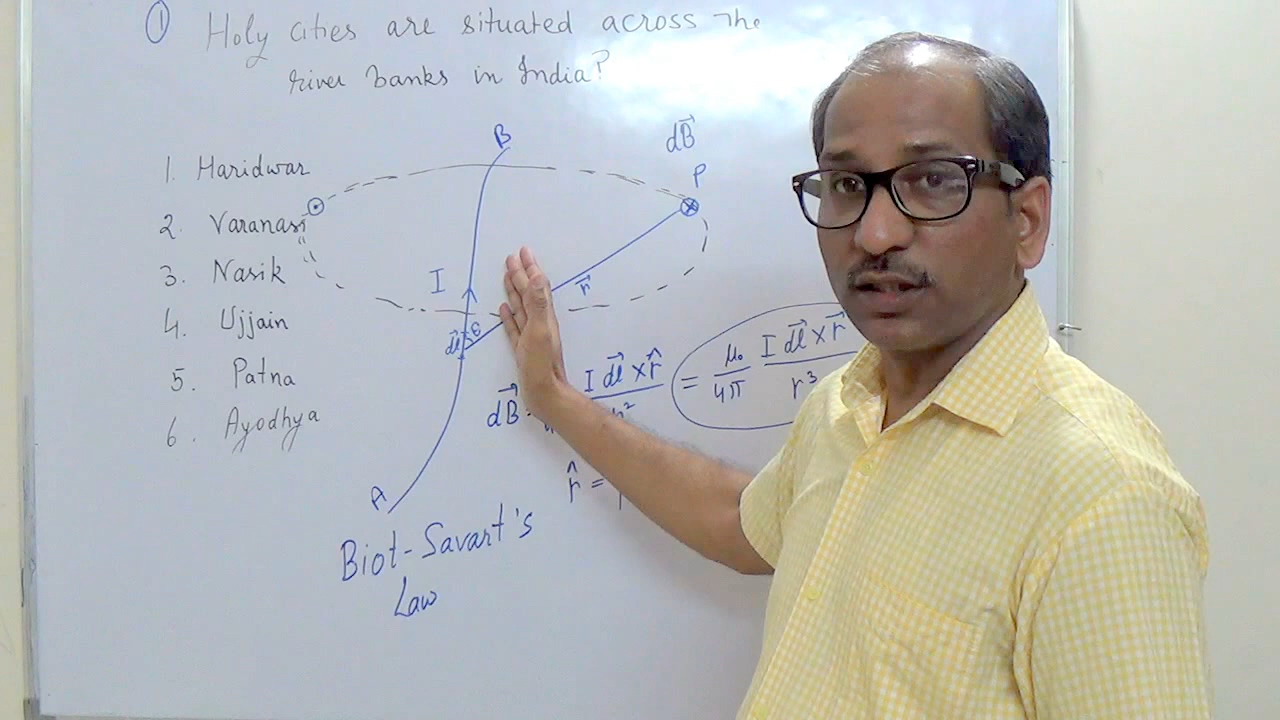 ① Holy cities are situated across the
river banks in India?
1. Haridwar
2. Varanasi
3. Nasik
4. Ujjain
5. Patna
6. Ayodhya
B
dB⃗
P
I
r⃗
dl⃗ θ
A
dB⃗ I dl⃗ × r̂ = μ₀/4π I dl⃗ × r⃗ / r³
r̂ =
Biot-Savart's
Law